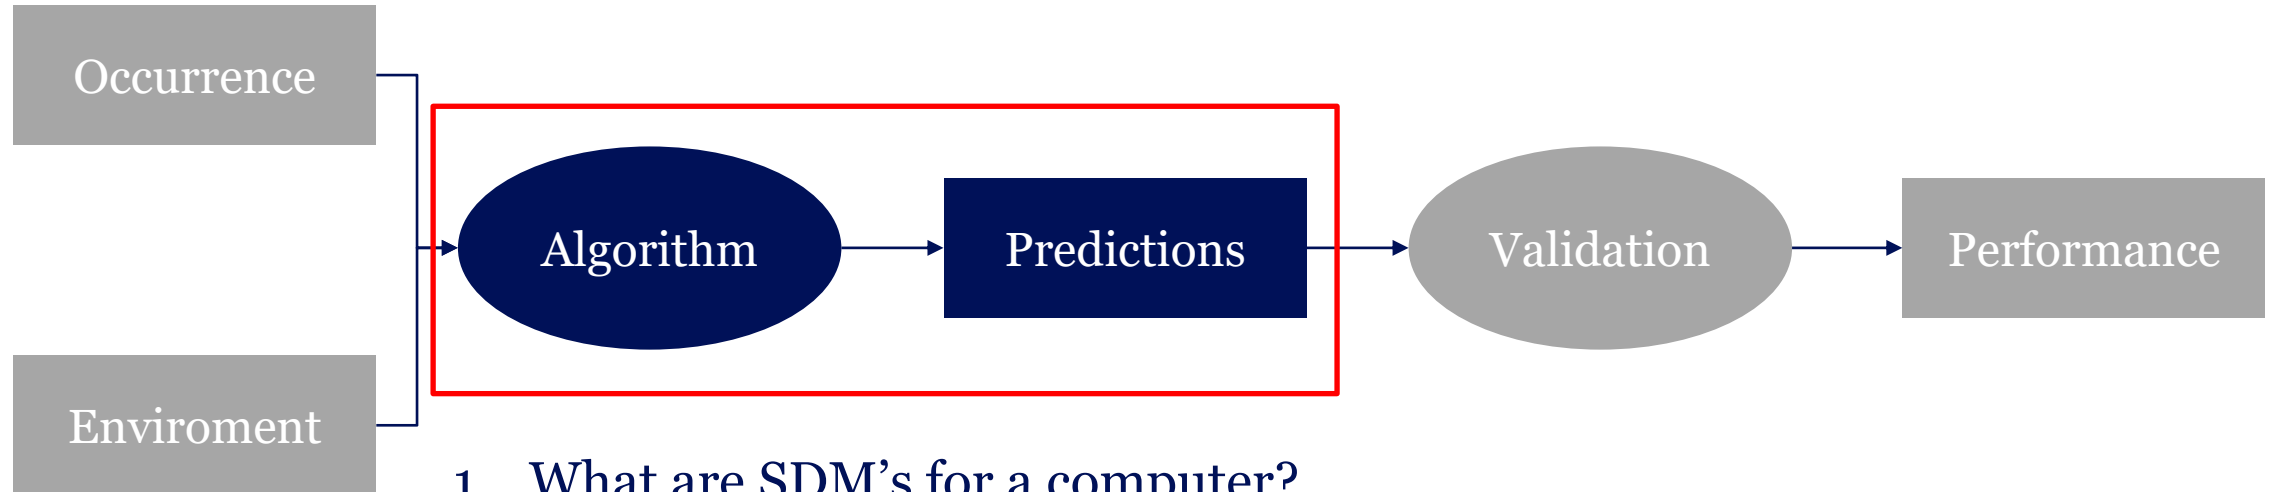 Occurrence
Algorithm
Predictions
Validation
Performance
Enviroment
1 What are SDM’s for a computer?